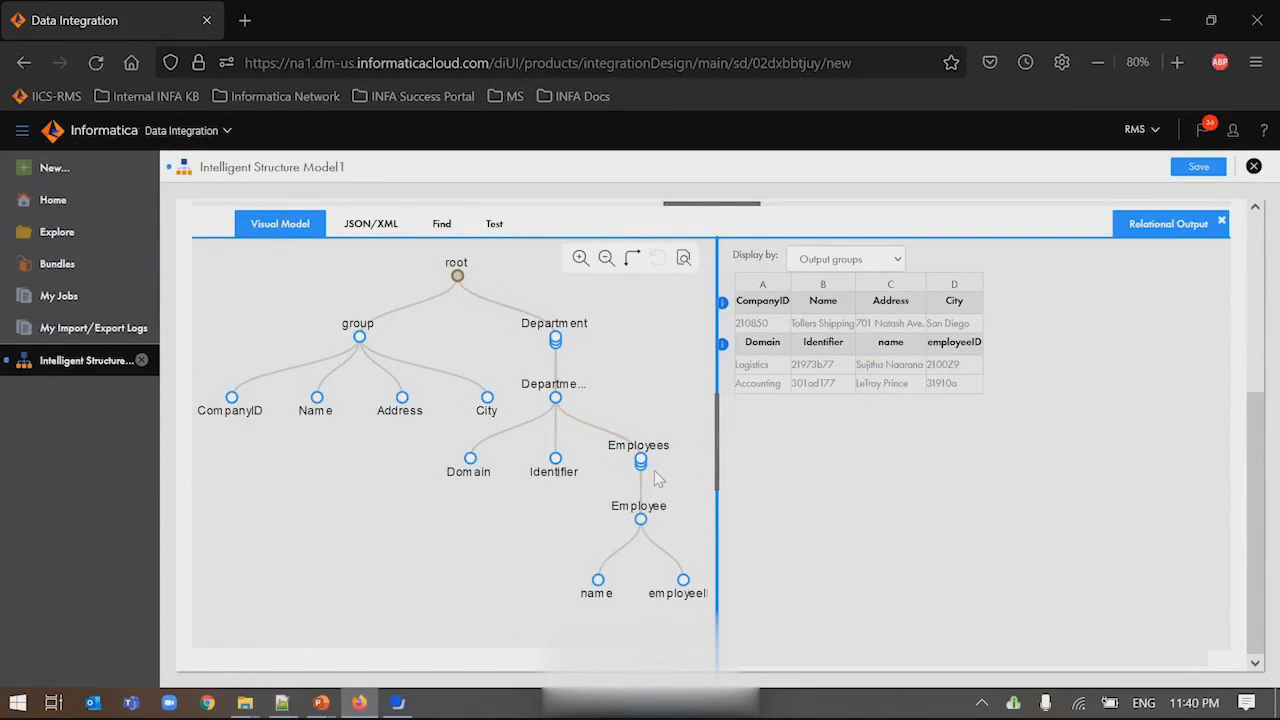 Data Integration
https://na1.dm-us.informaticacloud.com/diUI/products/integrationDesign/main/sd/02dxbbtjuy/new
80%
ABP
IICS-RMS
Internal INFA KB
Informatica Network
INFA Success Portal
MS
INFA Docs
Informatica Data Integration
RMS
36
?
New...
Home
Explore
Bundles
My Jobs
My Import/Export Logs
Intelligent Structure...
Intelligent Structure Model1
Save
Visual Model
JSON/XML
Find
Test
Relational Output
root
group
Department
CompanyID
Name
Address
City
Departme...
Domain
Identifier
Employees
Employee
name
employeeI
Display by:
Output groups
A B C D
CompanyID Name Address City
210850 Tollers Shipping 701 Natash Ave. San Diego
Domain Identifier name employeeID
Logistics 21973b77 Sujitha Naarana 2100Z9
Accounting 301ad177 LeTroy Prince 31910a
ENG
11:40 PM